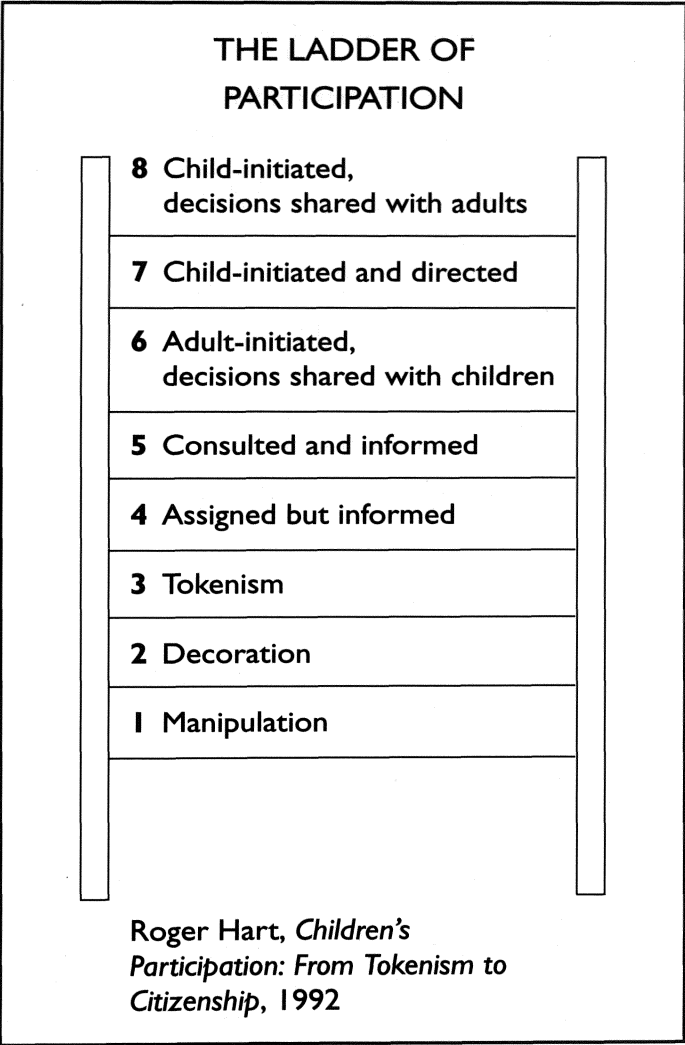 THE LADDER OF
PARTICIPATION
8 Child-initiated,
decisions shared with adults
7 Child-initiated and directed
6 Adult-initiated,
decisions shared with children
5 Consulted and informed
4 Assigned but informed
3 Tokenism
2 Decoration
1 Manipulation
Roger Hart, Children's
Participation: From Tokenism to
Citizenship, 1992